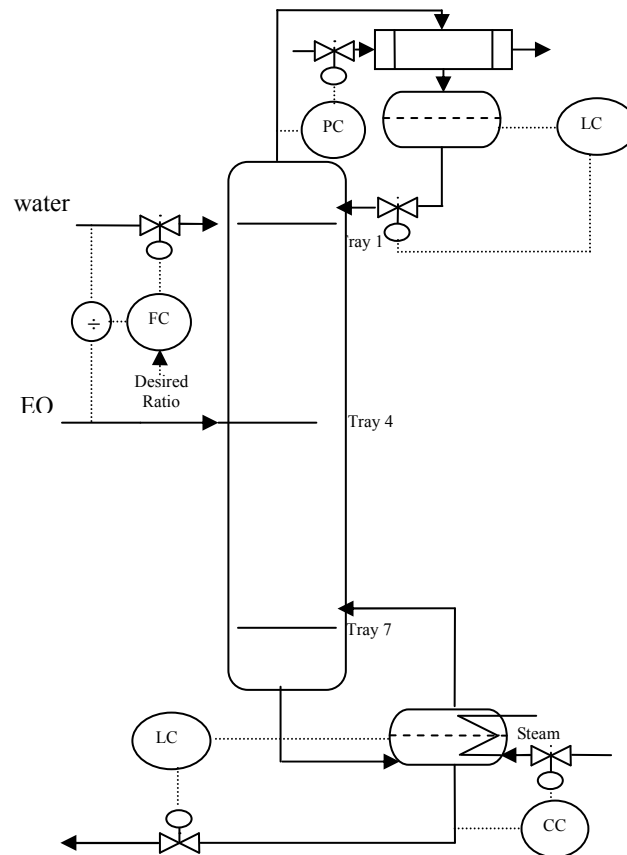 PC
LC
water
Tray 1
FC
÷
Desired
Ratio
EO
Tray 4
Tray 7
Steam
LC
CC